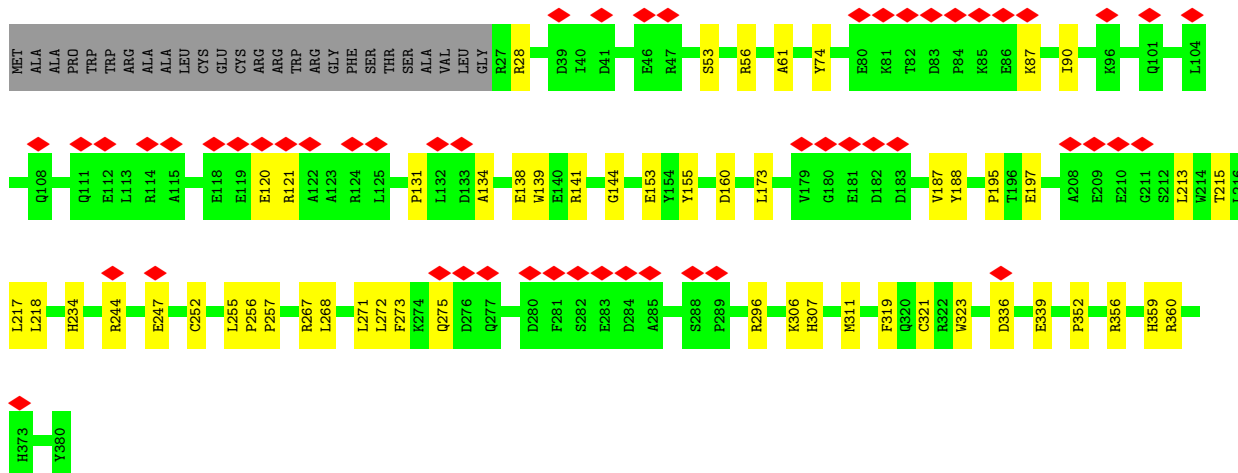 MET ALA ALA PRO TRP TRP ARG ALA ALA LEU CYS GLU CYS ARG ARG TRP ARG GLY PHE SER THR SER ALA VAL LEU GLY R27 R28 D39 I40 D41 E46 R47 S53 R56 A61 Y74 E80 K81 T82 D83 P84 K85 E86 K87 I90 K96 Q101 L104
Q108 Q111 E112 L113 R114 A115 E118 E119 E120 R121 A122 A123 R124 L125 P131 L132 D133 A134 E138 W139 E140 R141 G144 E153 Y154 Y155 D160 L173 V179 G180 E181 D182 D183 V187 Y188 P195 T196 E197 A208 E209 E210 G211 S212 L213 W214 T215 L216
L217 L218 H234 R244 E247 C252 L255 P256 P257 R267 L268 L271 L272 F273 K274 Q275 D276 Q277 D280 F281 S282 E283 D284 A285 S288 P289 R296 K306 H307 M311 F319 Q320 C321 R322 W323 D336 E339 P352 R356 H359 R360
H373 Y380